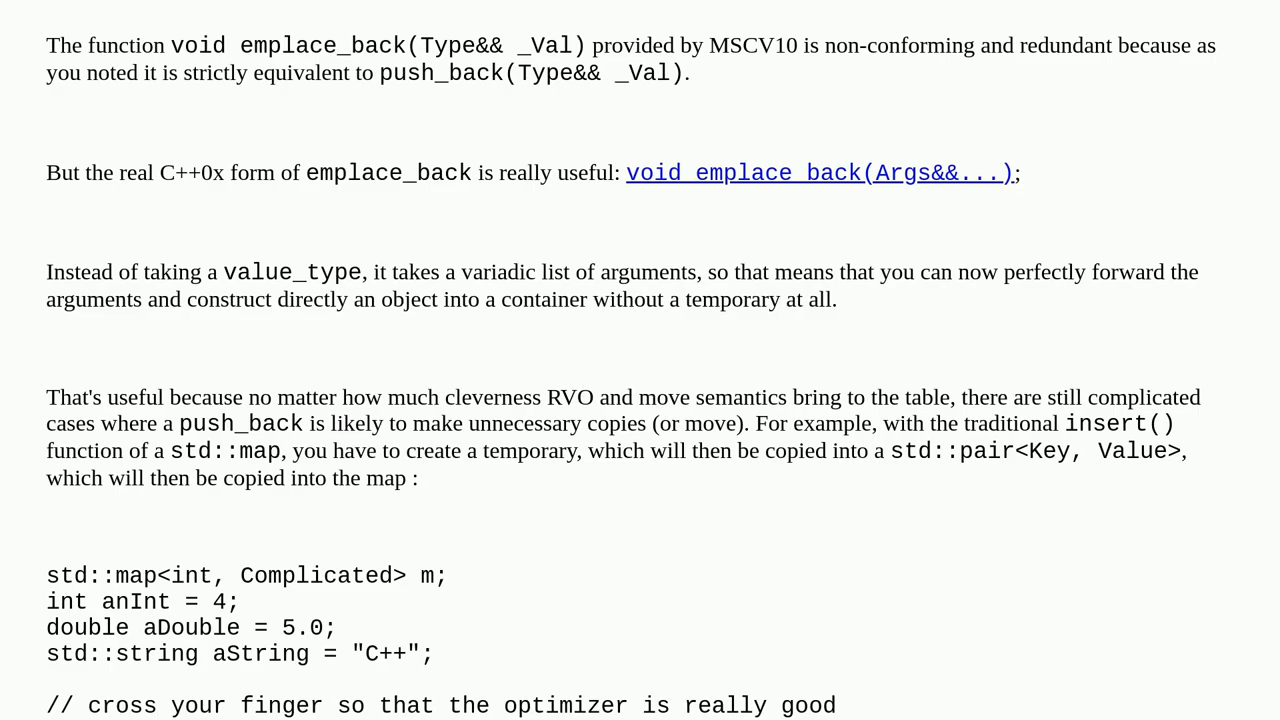 The function void emplace_back(Type&& _Val) provided by MSCV10 is non-conforming and redundant because as
you noted it is strictly equivalent to push_back(Type&& _Val).
But the real C++0x form of emplace_back is really useful: void emplace_back(Args&&...);
Instead of taking a value_type, it takes a variadic list of arguments, so that means that you can now perfectly forward the
arguments and construct directly an object into a container without a temporary at all.
That's useful because no matter how much cleverness RVO and move semantics bring to the table, there are still complicated
cases where a push_back is likely to make unnecessary copies (or move). For example, with the traditional insert()
function of a std::map, you have to create a temporary, which will then be copied into a std::pair<Key, Value>,
which will then be copied into the map :
std::map<int, Complicated> m;
int anInt = 4;
double aDouble = 5.0;
std::string aString = "C++";
// cross your finger so that the optimizer is really good